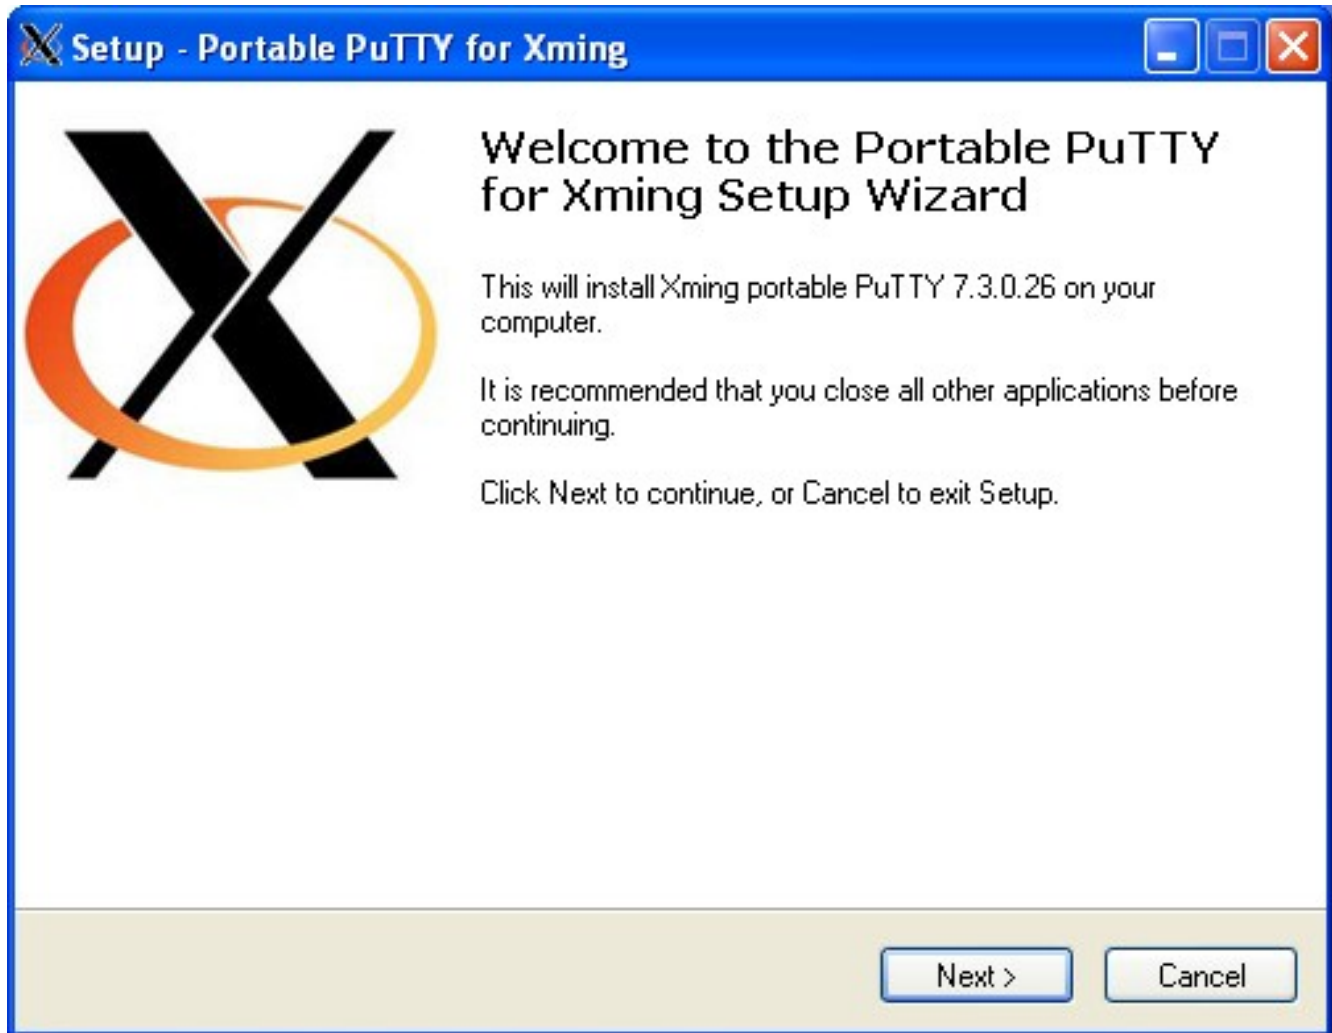 Setup - Portable PuTTY for Xming
Welcome to the Portable PuTTY
for Xming Setup Wizard
This will install Xming portable PuTTY 7.3.0.26 on your
computer.
It is recommended that you close all other applications before
continuing.
Click Next to continue, or Cancel to exit Setup.
Next >
Cancel